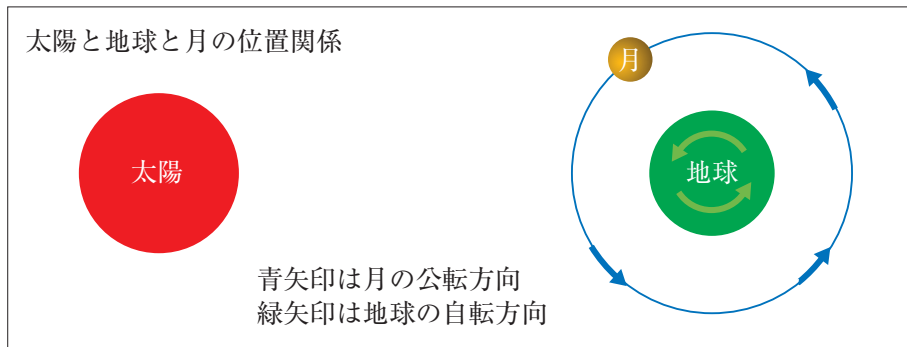 太陽と地球と月の位置関係
月
太陽
地球
青矢印は月の公転方向
緑矢印は地球の自転方向